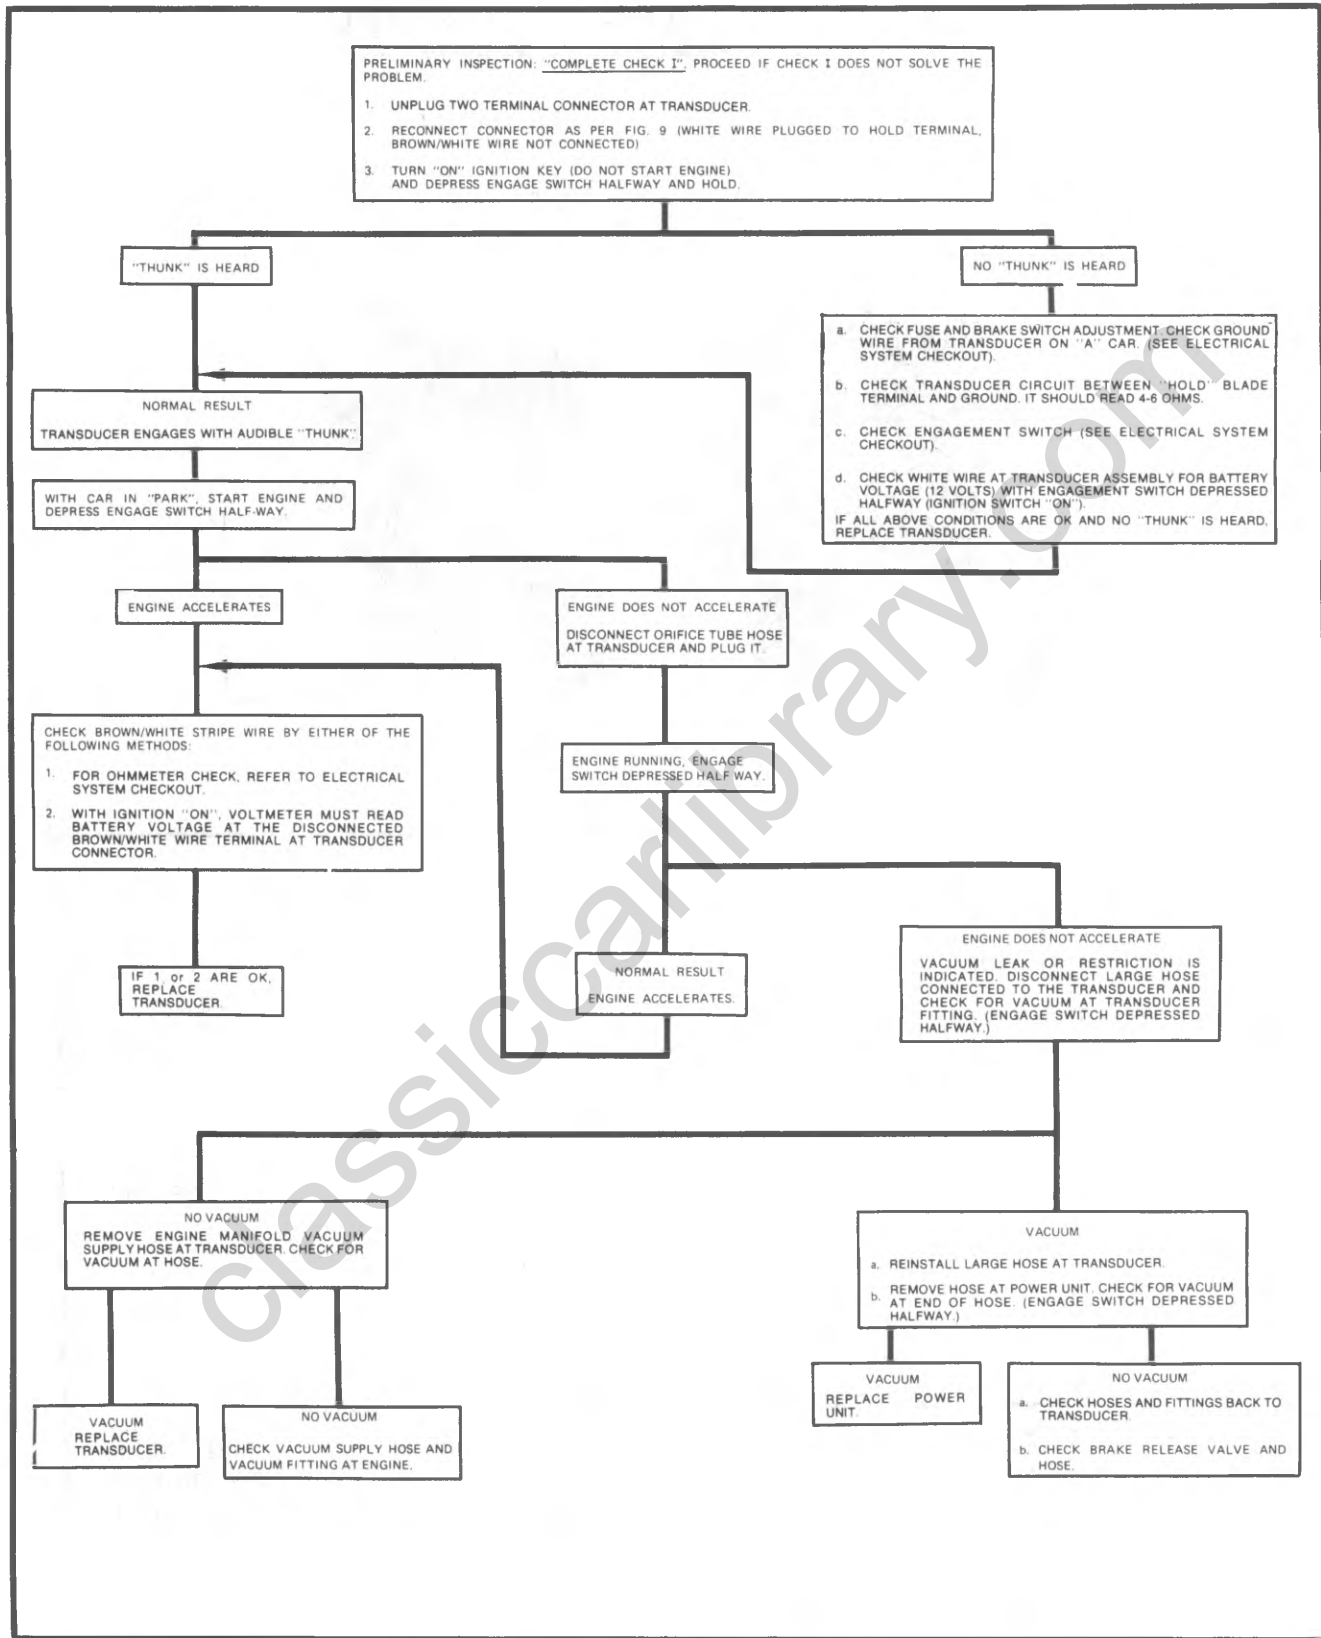 PRELIMINARY INSPECTION: "COMPLETE CHECK I". PROCEED IF CHECK I DOES NOT SOLVE THE
PROBLEM.
1. UNPLUG TWO TERMINAL CONNECTOR AT TRANSDUCER.
2. RECONNECT CONNECTOR AS PER FIG. 9 (WHITE WIRE PLUGGED TO HOLD TERMINAL,
BROWN/WHITE WIRE NOT CONNECTED)
3. TURN "ON" IGNITION KEY (DO NOT START ENGINE)
AND DEPRESS ENGAGE SWITCH HALFWAY AND HOLD.
"THUNK" IS HEARD
NO "THUNK" IS HEARD
a. CHECK FUSE AND BRAKE SWITCH ADJUSTMENT. CHECK GROUND
WIRE FROM TRANSDUCER ON "A" CAR. (SEE ELECTRICAL
SYSTEM CHECKOUT).
b. CHECK TRANSDUCER CIRCUIT BETWEEN "HOLD" BLADE
TERMINAL AND GROUND. IT SHOULD READ 4-6 OHMS.
c. CHECK ENGAGEMENT SWITCH (SEE ELECTRICAL SYSTEM
CHECKOUT).
d. CHECK WHITE WIRE AT TRANSDUCER ASSEMBLY FOR BATTERY
VOLTAGE (12 VOLTS) WITH ENGAGEMENT SWITCH DEPRESSED
HALFWAY (IGNITION SWITCH "ON").
IF ALL ABOVE CONDITIONS ARE OK AND NO "THUNK" IS HEARD,
REPLACE TRANSDUCER.
NORMAL RESULT
TRANSDUCER ENGAGES WITH AUDIBLE "THUNK".
WITH CAR IN "PARK", START ENGINE AND
DEPRESS ENGAGE SWITCH HALF-WAY.
ENGINE ACCELERATES
ENGINE DOES NOT ACCELERATE
DISCONNECT ORIFICE TUBE HOSE
AT TRANSDUCER AND PLUG IT.
CHECK BROWN/WHITE STRIPE WIRE BY EITHER OF THE
FOLLOWING METHODS:
1. FOR OHMMETER CHECK, REFER TO ELECTRICAL
SYSTEM CHECKOUT.
2. WITH IGNITION "ON", VOLTMETER MUST READ
BATTERY VOLTAGE AT THE DISCONNECTED
BROWN/WHITE WIRE TERMINAL AT TRANSDUCER
CONNECTOR.
ENGINE RUNNING, ENGAGE
SWITCH DEPRESSED HALF WAY.
IF 1, or 2 ARE OK,
REPLACE
TRANSDUCER.
NORMAL RESULT
ENGINE ACCELERATES.
ENGINE DOES NOT ACCELERATE
VACUUM LEAK OR RESTRICTION IS
INDICATED. DISCONNECT LARGE HOSE
CONNECTED TO THE TRANSDUCER AND
CHECK FOR VACUUM AT TRANSDUCER
FITTING. (ENGAGE SWITCH DEPRESSED
HALFWAY.)
NO VACUUM
REMOVE ENGINE MANIFOLD VACUUM
SUPPLY HOSE AT TRANSDUCER. CHECK FOR
VACUUM AT HOSE.
VACUUM
a. REINSTALL LARGE HOSE AT TRANSDUCER.
b. REMOVE HOSE AT POWER UNIT. CHECK FOR VACUUM
AT END OF HOSE. (ENGAGE SWITCH DEPRESSED
HALFWAY.)
VACUUM
REPLACE
TRANSDUCER.
NO VACUUM
CHECK VACUUM SUPPLY HOSE AND
VACUUM FITTING AT ENGINE.
VACUUM
REPLACE POWER
UNIT.
NO VACUUM
a. CHECK HOSES AND FITTINGS BACK TO
TRANSDUCER.
b. CHECK BRAKE RELEASE VALVE AND
HOSE.
classiccarlibrary.com